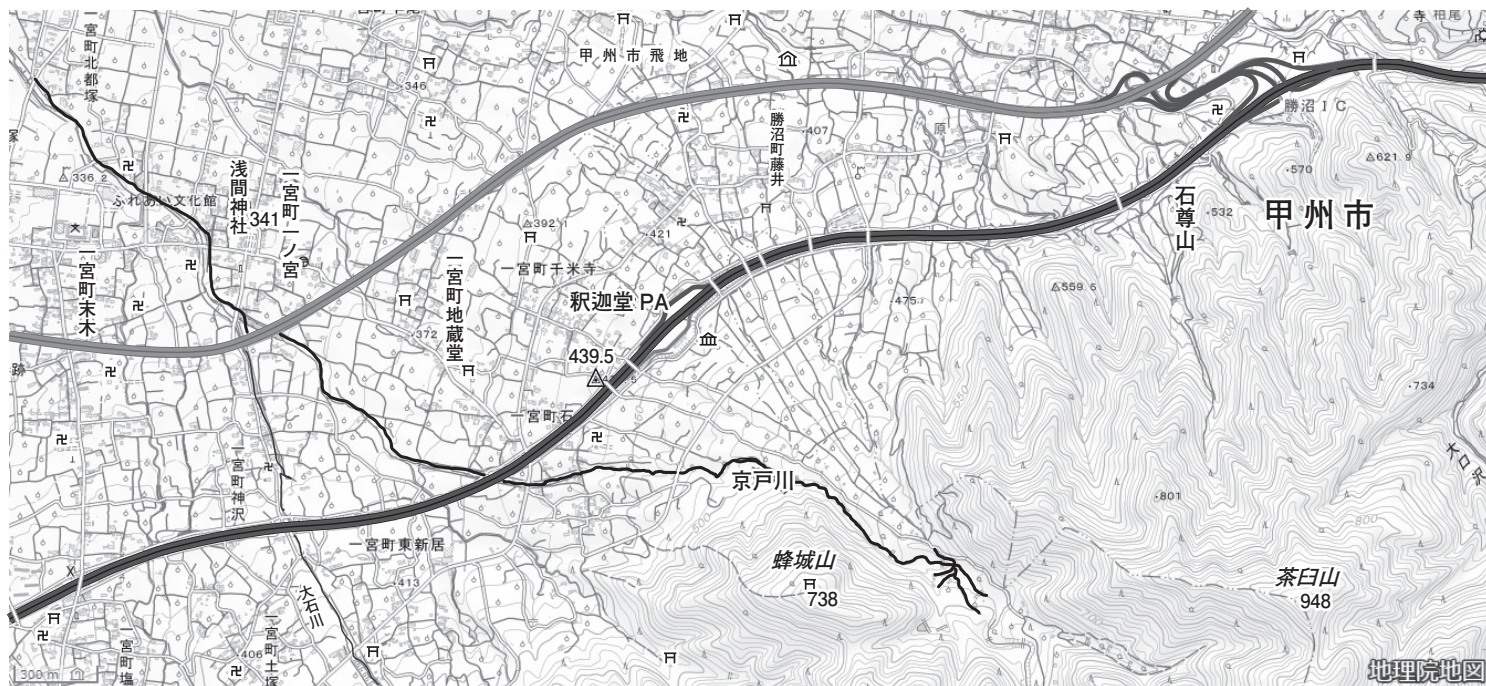 一宮町北都塚
甲州市飛地
寺 柏尾
346
勝沼IC
浅間神社
341
一宮町一ノ宮
勝沼町藤井
407
原
570
621.9
336.2
ふれあい文化館
392.1
421
石尊山
532
甲州市
一宮町末木
一宮町千米寺
釈迦堂PA
一宮町地蔵堂
475
559.5
372
439.5
跡
734
一宮町石
一宮町神沢
京戸川
500
801
800
大口沢
一宮町東新居
蜂城山
738
茶臼山
948
413
大石川
一宮町塩
一宮町土塚
406
300 m
地理院地図